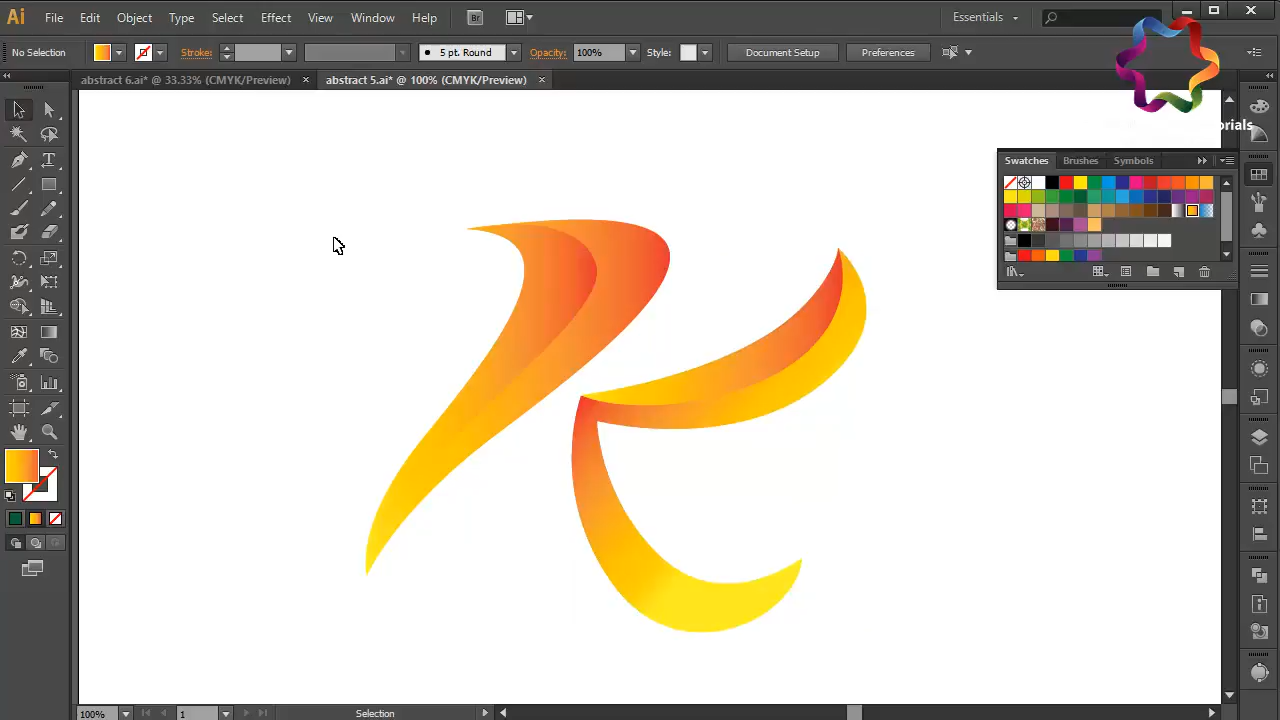 Ai File Edit Object Type Select Effect View Window Help Br Essentials
No Selection Stroke: 5 pt. Round Opacity: 100% Style: Document Setup Preferences
abstract 6.ai* @ 33.33% (CMYK/Preview) × abstract 5.ai* @ 100% (CMYK/Preview) ×
orials
Swatches Brushes Symbols
100% 1 Selection